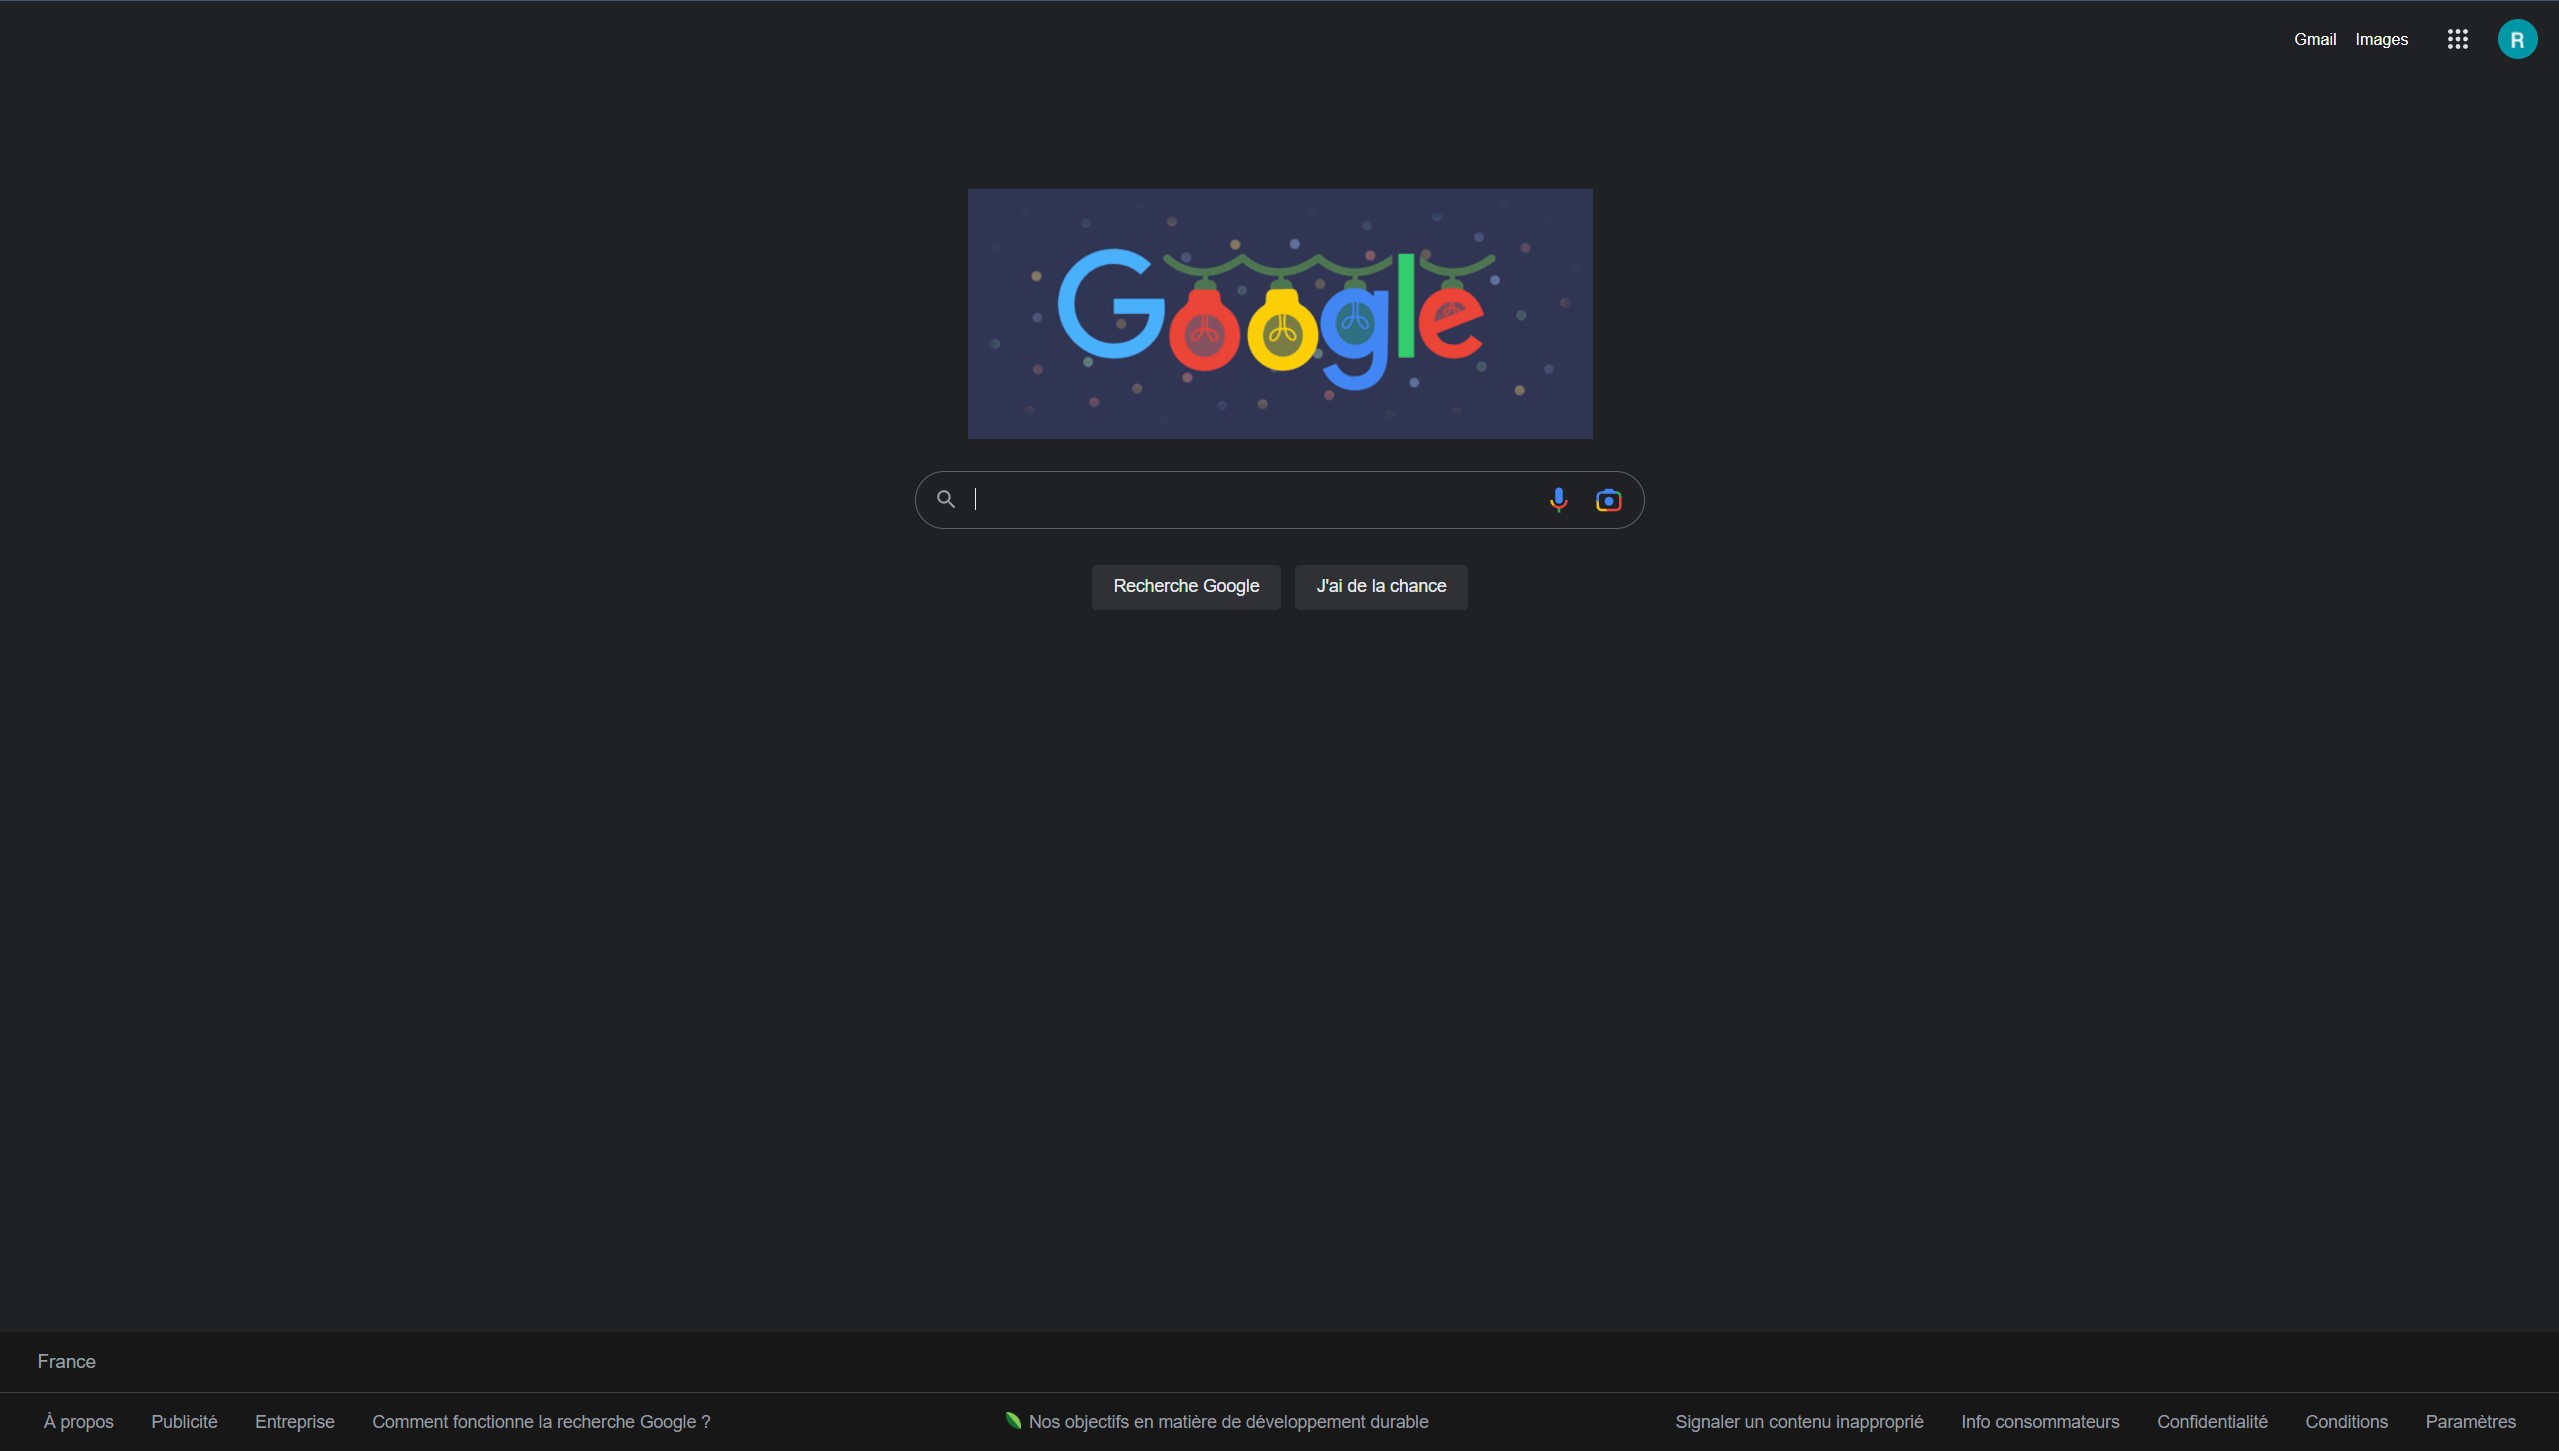 Gmail Images
R
Google
Recherche Google J'ai de la chance
France
À propos Publicité Entreprise Comment fonctionne la recherche Google ? Nos objectifs en matière de développement durable Signaler un contenu inapproprié Info consommateurs Confidentialité Conditions Paramètres